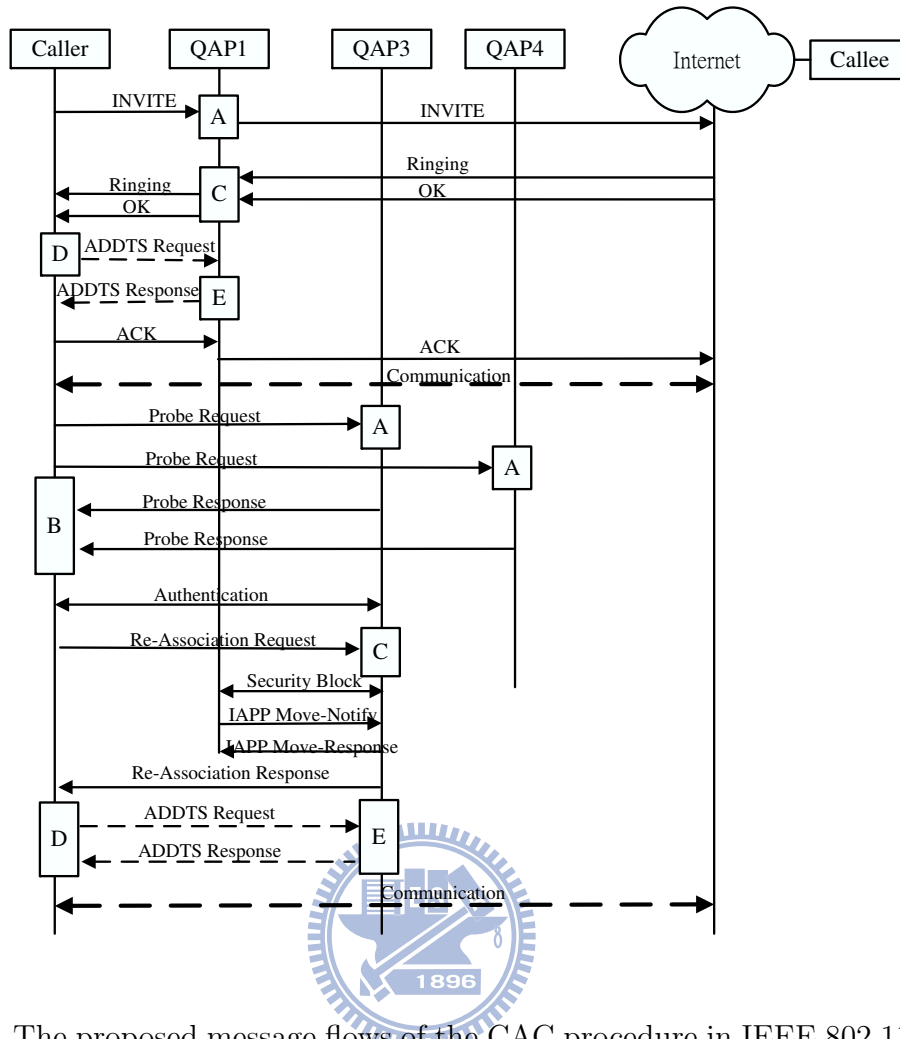 Caller
QAP1
QAP3
QAP4
Internet
Callee
INVITE
A
INVITE
Ringing
Ringing
C
OK
OK
D
ADDTS Request
ADDTS Response
E
ACK
ACK
Communication
Probe Request
A
Probe Request
A
Probe Response
B
Probe Response
Authentication
Re-Association Request
C
Security Block
IAPP Move-Notify
IAPP Move-Response
Re-Association Response
ADDTS Request
D
E
ADDTS Response
Communication
1896
The proposed message flows of the CAC procedure in IEEE